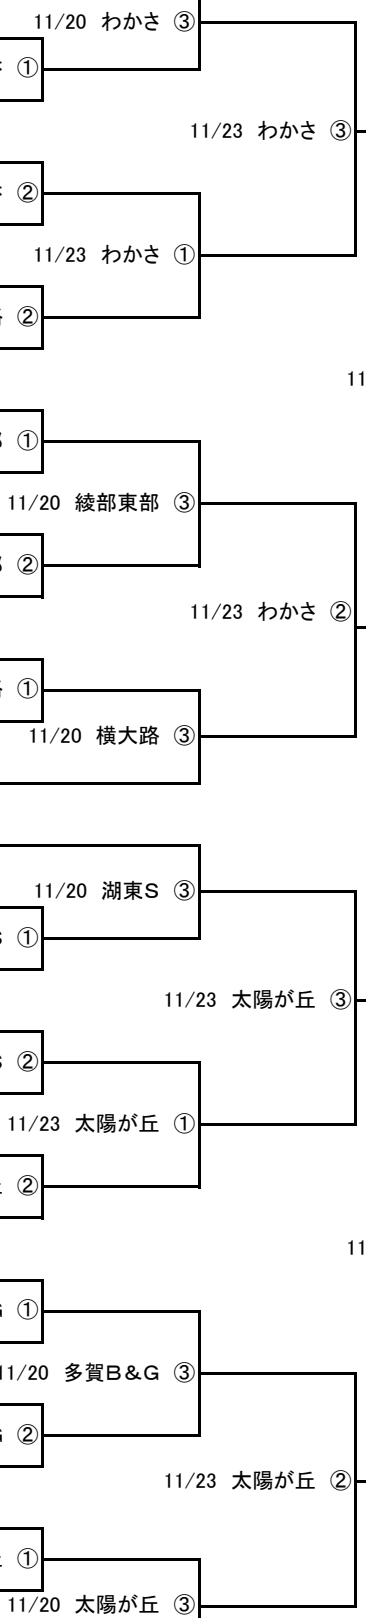 11/20 わかさ ③
①
11/23 わかさ ③
②
11/23 わかさ ①
②
11
①
11/20 綾部東部 ③
②
11/23 わかさ ②
①
11/20 横大路 ③
11/20 湖東S ③
S ①
11/23 太陽が丘 ③
S ②
11/23 太陽が丘 ①
②
11
G ①
11/20 多賀B&G ③
G ②
11/23 太陽が丘 ②
①
11/20 太陽が丘 ③